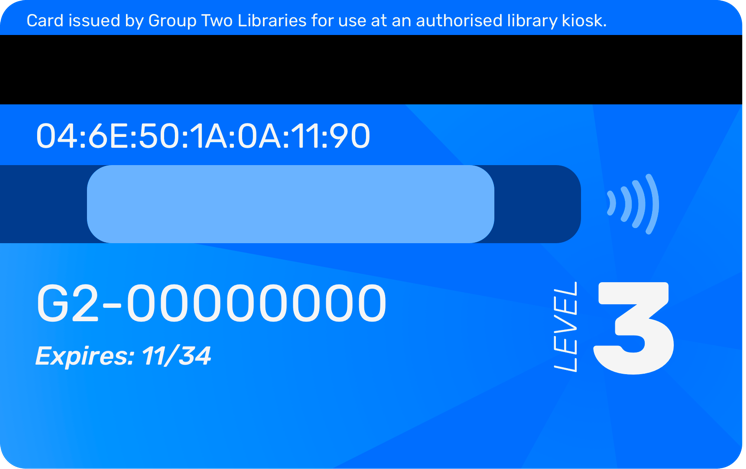 Card issued by Group Two Libraries for use at an authorised library kiosk.
04:6E:50:1A:0A:11:90
G2-00000000
Expires: 11/34
LEVEL 3